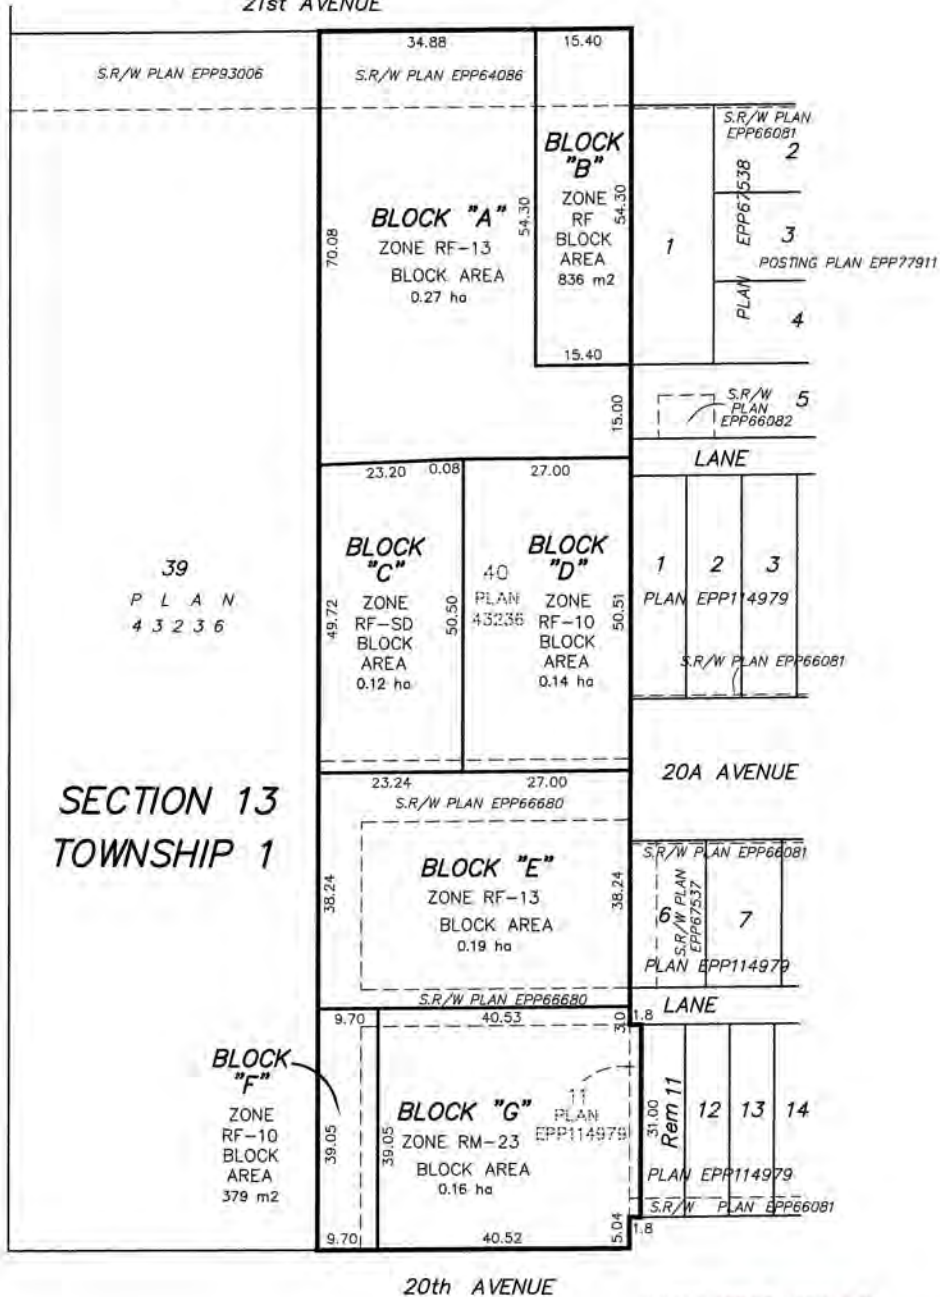 21st AVENUE
34.88
15.40
S.R/W PLAN EPP93006
S.R/W PLAN EPP64086
BLOCK
"B"
ZONE
RF
BLOCK
AREA
836 m2
54.30
54.30
15.40
15.00
BLOCK "A"
ZONE RF-13
BLOCK AREA
0.27 ha
70.08
1
S.R/W PLAN
EPP66081
2
PLAN EPP67538
3
POSTING PLAN EPP77911
4
S.R/W
PLAN
EPP66082
5
LANE
23.20
0.08
27.00
39
PLAN
43236
BLOCK
"C"
ZONE
RF-SD
BLOCK
AREA
0.12 ha
49.72
50.50
40
PLAN
43236
BLOCK
"D"
ZONE
RF-10
BLOCK
AREA
0.14 ha
50.51
1
2
3
PLAN EPP114979
S.R/W PLAN EPP66081
20A AVENUE
SECTION 13
TOWNSHIP 1
23.24
27.00
S.R/W PLAN EPP66680
BLOCK "E"
ZONE RF-13
BLOCK AREA
0.19 ha
38.24
38.24
S.R/W PLAN EPP66680
S.R/W PLAN EPP66081
6
S.R/W PLAN
EPP67537
7
PLAN EPP114979
LANE
9.70
40.53
3.0
1.8
BLOCK
"F"
ZONE
RF-10
BLOCK
AREA
379 m2
39.05
39.05
BLOCK "G"
ZONE RM-23
BLOCK AREA
0.16 ha
11
PLAN
EPP114979
31.00
Rem 11
12
13
14
PLAN EPP114979
S.R/W PLAN EPP66081
9.70
40.52
5.04
1.8
20th AVENUE